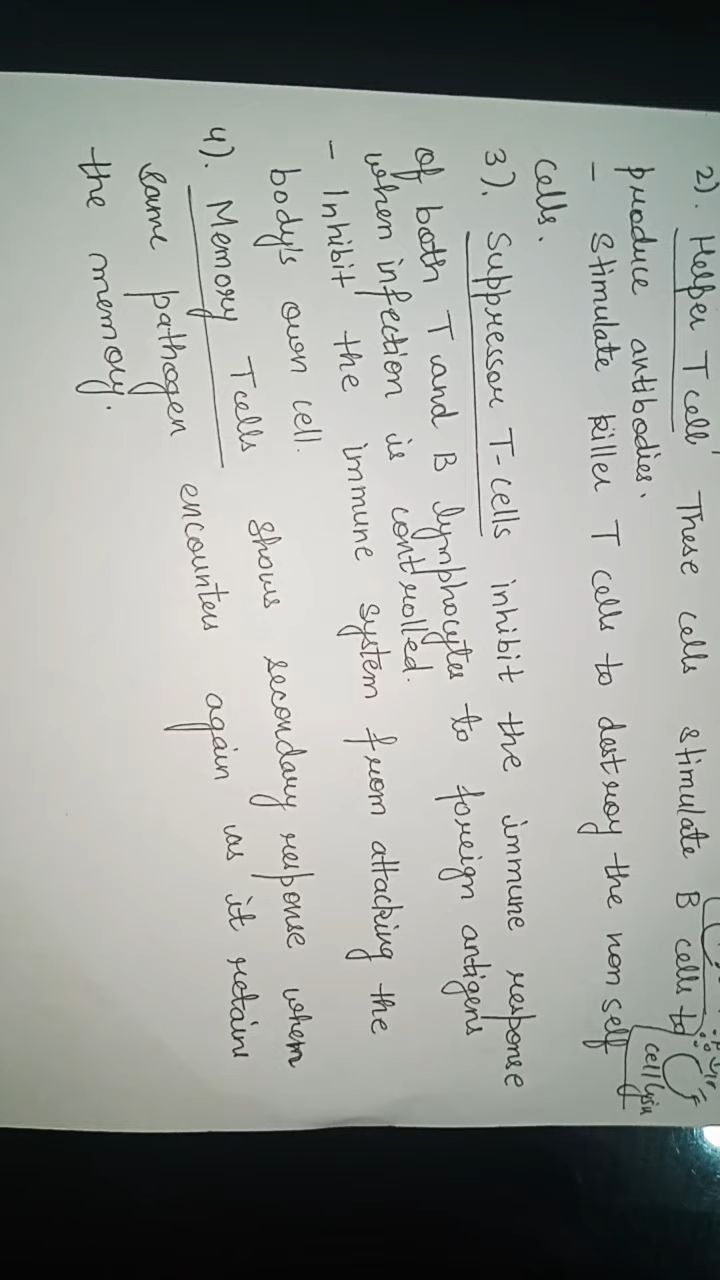 2). Helper T cell These cells stimulate B cells to
produce antibodies.
- Stimulate killer T cells to destroy the non self
cells.
cell lysis
3). Suppressor T-cells inhibit the immune response
of both T and B lymphocytes to foreign antigens
when infection is controlled.
- Inhibit the immune system from attacking the
body's own cell.
4). Memory T cells shows secondary response when
same pathogen encounters again as it retains
the memory.